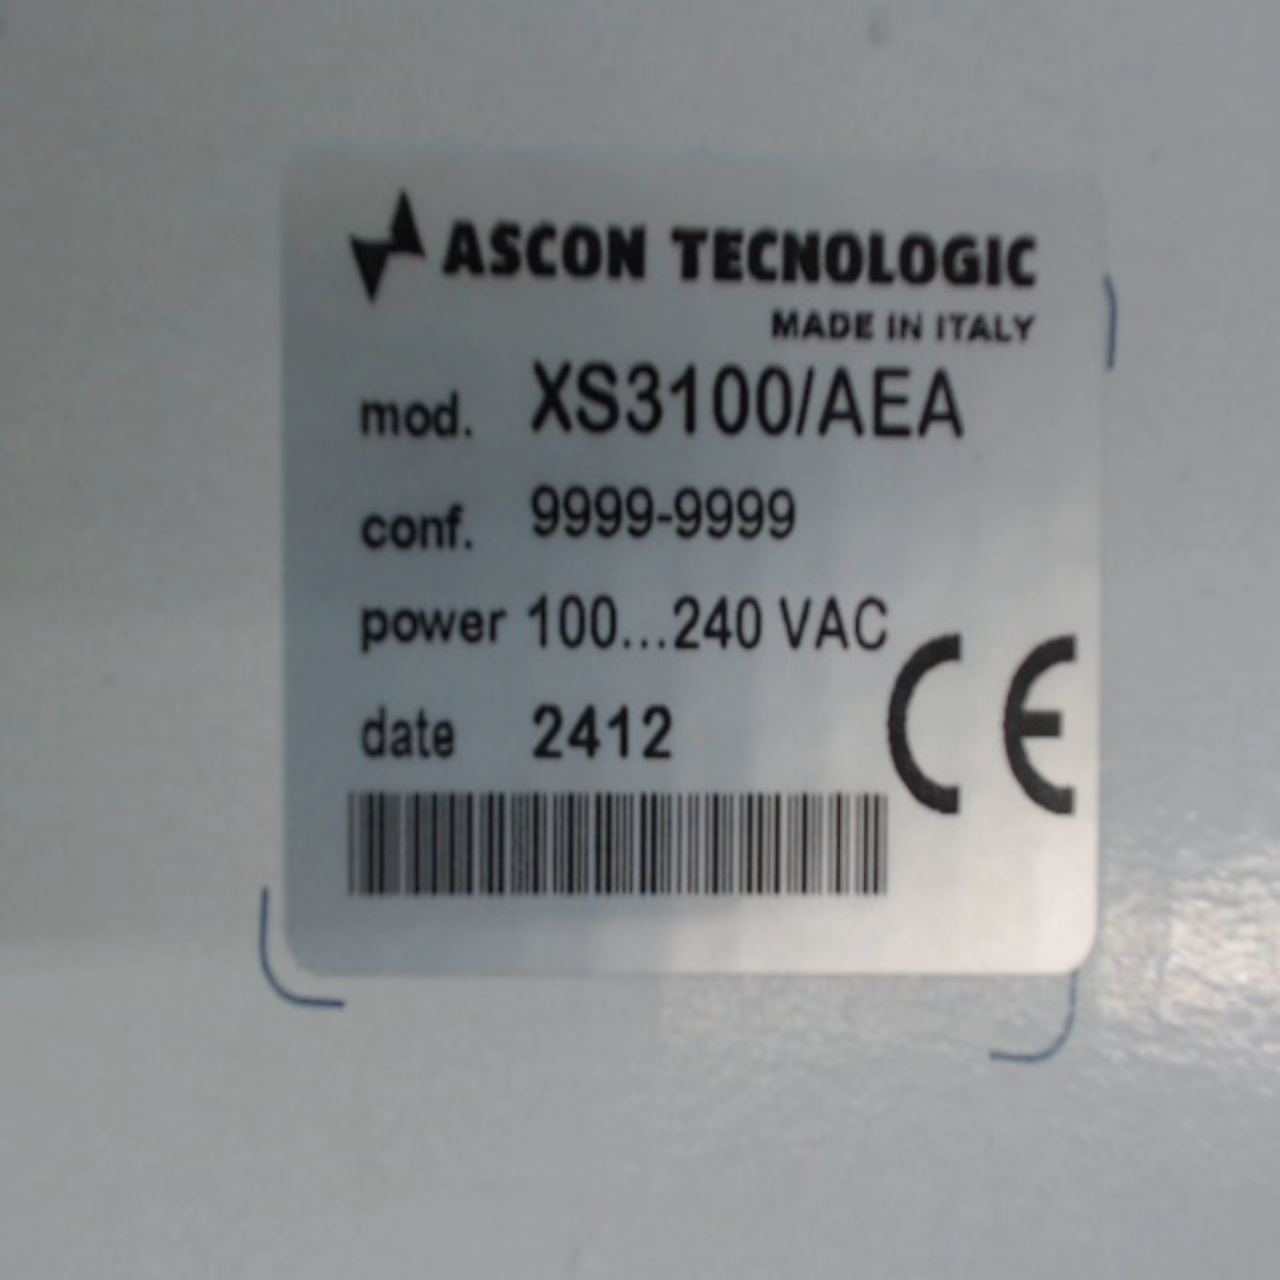 ASCON TECNOLOGIC
MADE IN ITALY
mod. XS3100/AEA
conf. 9999-9999
power 100...240 VAC
date 2412
CE